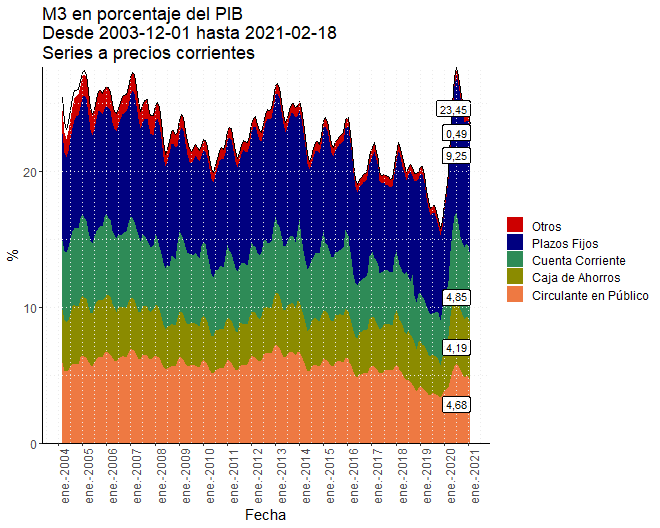 M3 en porcentaje del PIB
Desde 2003-12-01 hasta 2021-02-18
Series a precios corrientes
%
20
10
0
23,45
0,49
9,25
4,85
4,19
4,68
Otros
Plazos Fijos
Cuenta Corriente
Caja de Ahorros
Circulante en Público
ene.-2004
ene.-2005
ene.-2006
ene.-2007
ene.-2008
ene.-2009
ene.-2010
ene.-2011
ene.-2012
ene.-2013
ene.-2014
ene.-2015
ene.-2016
ene.-2017
ene.-2018
ene.-2019
ene.-2020
ene.-2021
Fecha